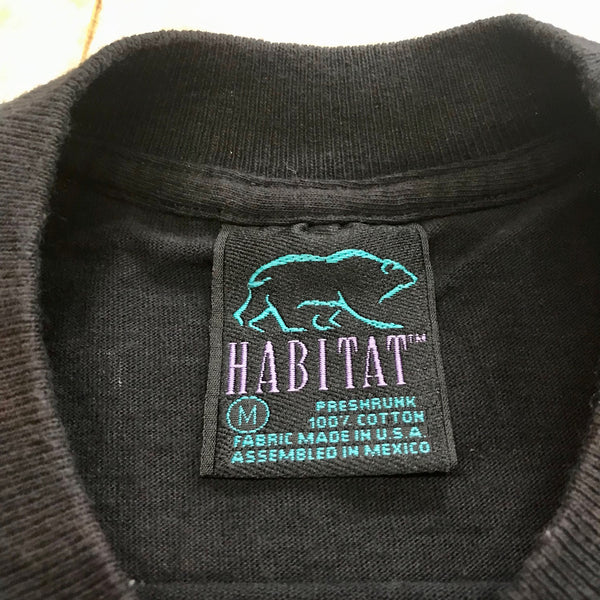 HABITAT™
M PRESHRUNK
100% COTTON
FABRIC MADE IN U.S.A.
ASSEMBLED IN MEXICO